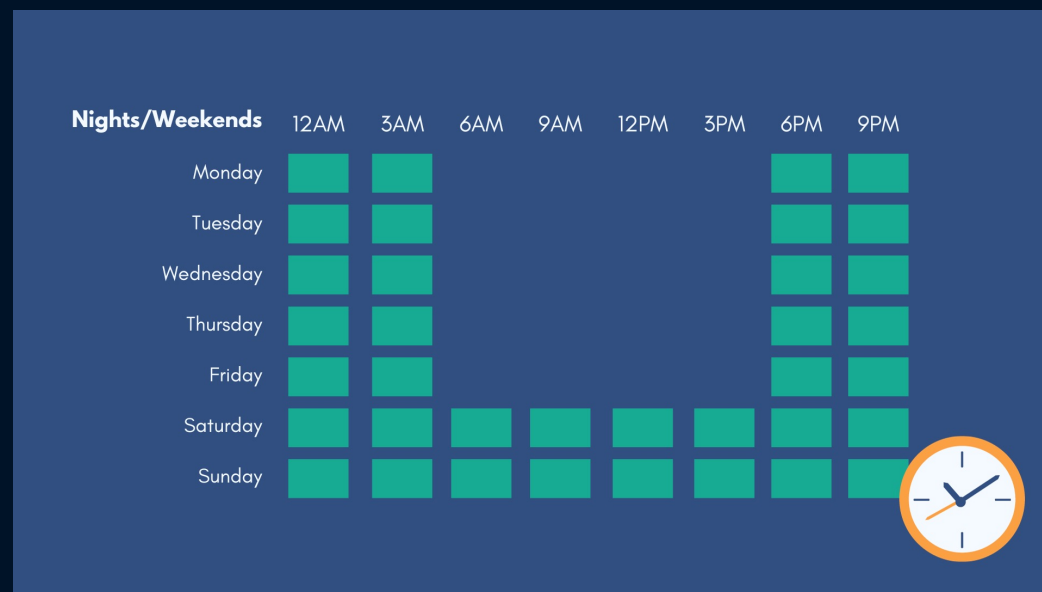 Nights/Weekends 12AM 3AM 6AM 9AM 12PM 3PM 6PM 9PM
Monday
Tuesday
Wednesday
Thursday
Friday
Saturday
Sunday